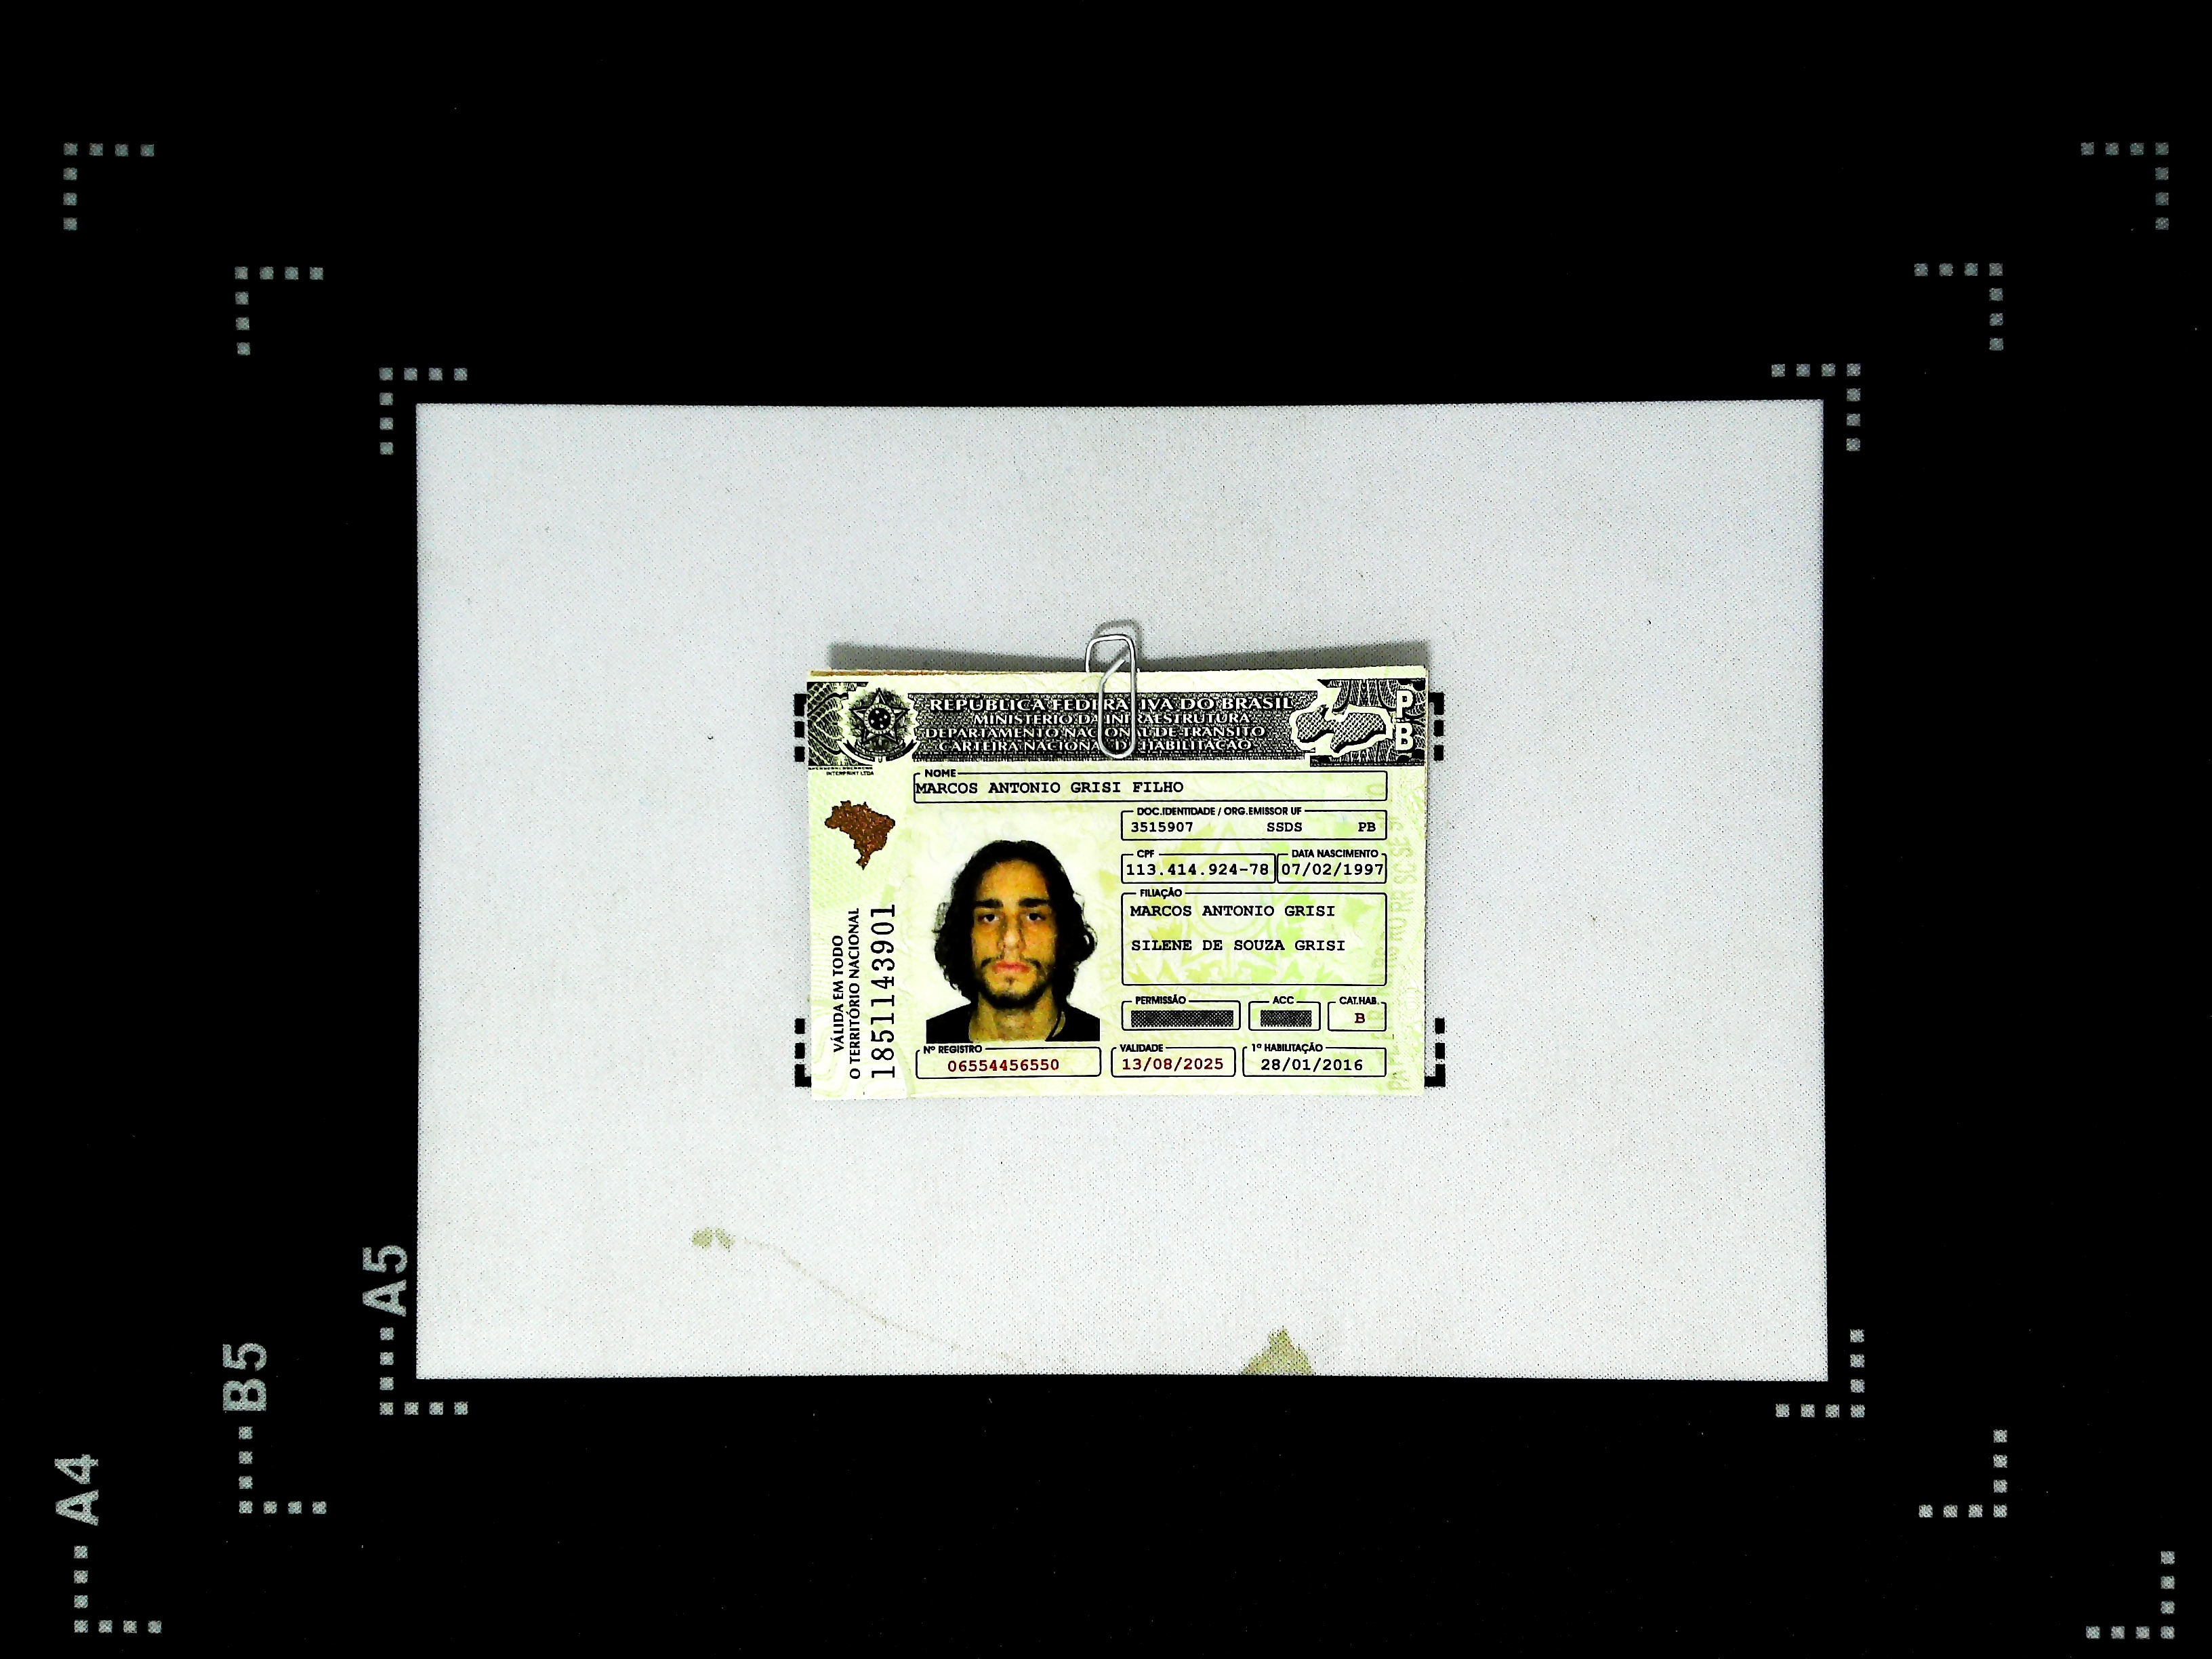 REPÚBLICA FEDERATIVA DO BRASIL
MINISTÉRIO DA INFRAESTRUTURA
DEPARTAMENTO NACIONAL DE TRÂNSITO
CARTEIRA NACIONAL DE HABILITAÇÃO
PB
INTERPRINT LTDA
NOME
MARCOS ANTONIO GRISI FILHO
DOC.IDENTIDADE / ORG.EMISSOR UF
3515907 SSDS PB
CPF DATA NASCIMENTO
113.414.924-78 07/02/1997
FILIAÇÃO
MARCOS ANTONIO GRISI
SILENE DE SOUZA GRISI
PERMISSÃO ACC CAT.HAB.
B
Nº REGISTRO VALIDADE 1ª HABILITAÇÃO
06554456550 13/08/2025 28/01/2016
VÁLIDA EM TODO
O TERRITÓRIO NACIONAL
1851143901
A5
B5
A4